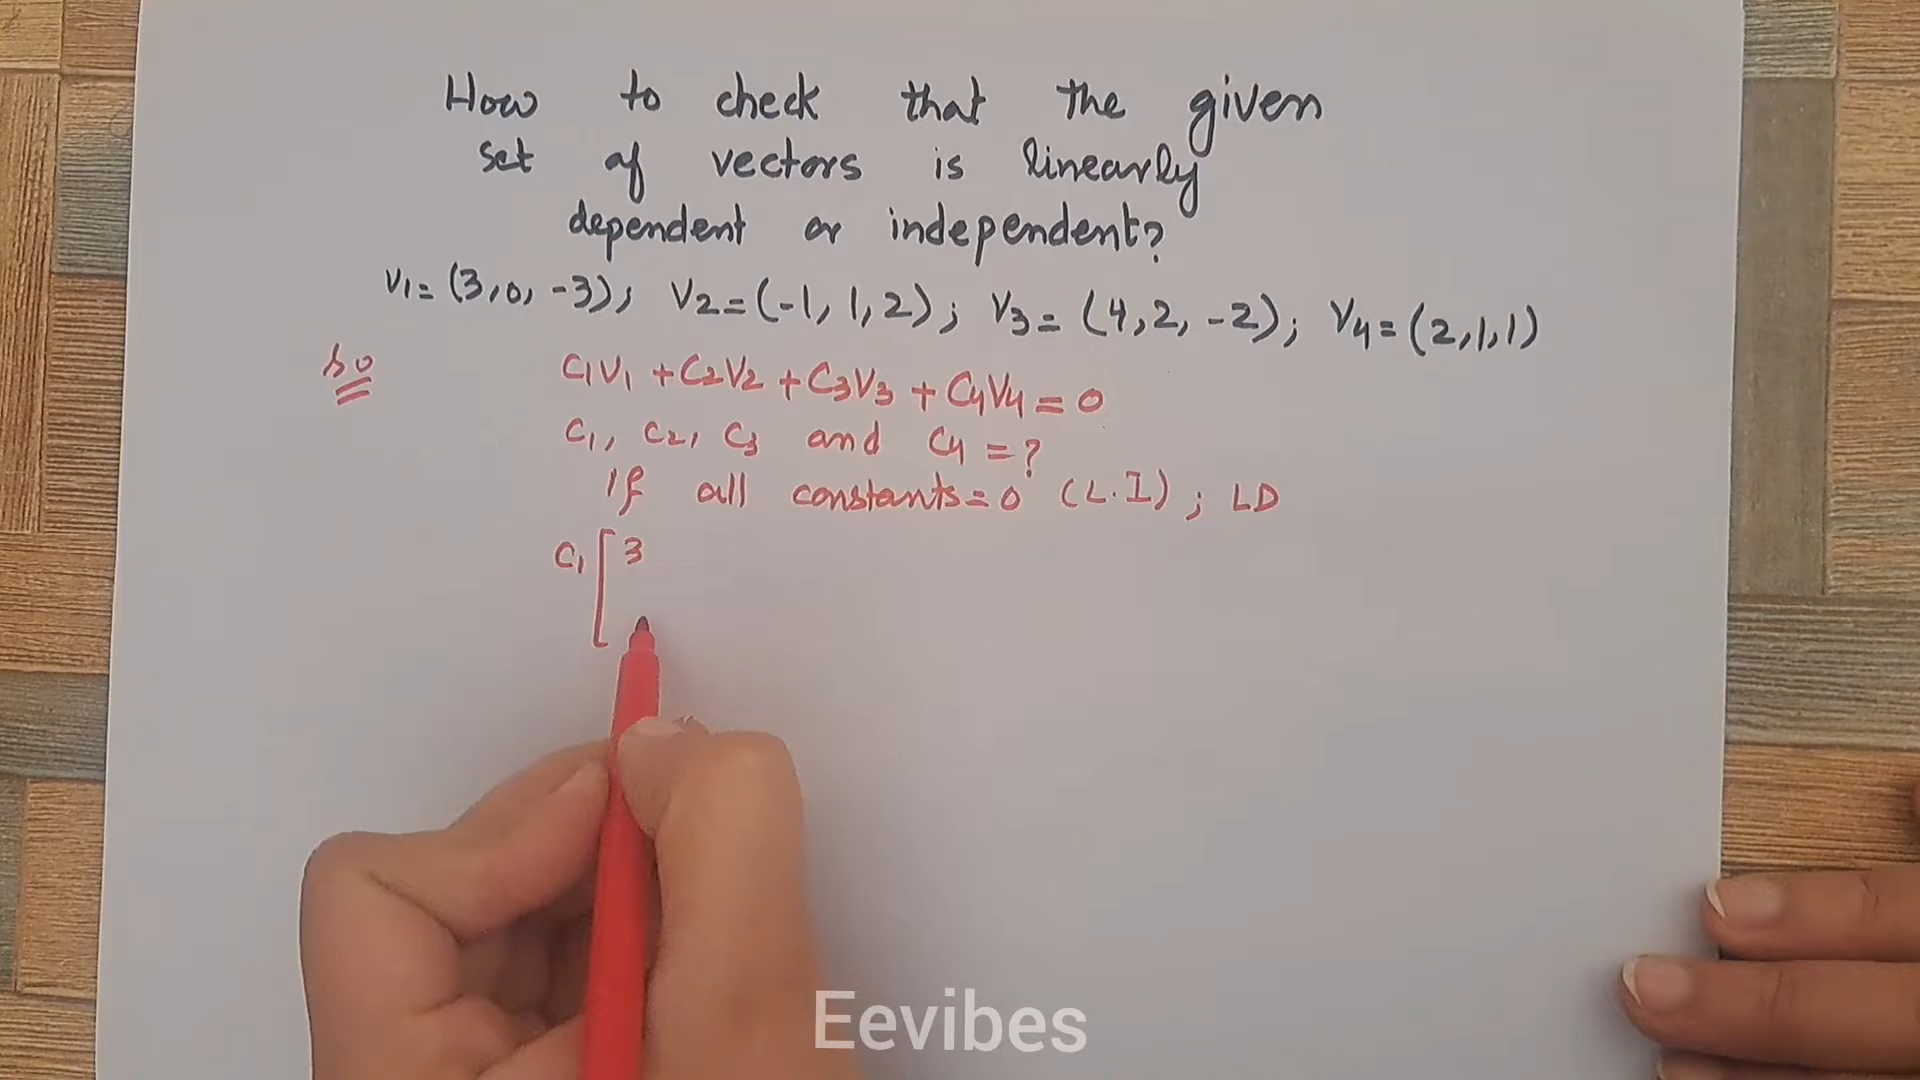 How to check that the given
set of vectors is linearly
dependent or independent?
V1= (3,0,-3); V2=(-1,1,2); V3= (4,2,-2); V4=(2,1,1)
so
C1V1 +C2V2 +C3V3 + C4V4 = 0
C1, C2, C3 and C4 = ?
If all constants=0 (L.I) ; LD
C1 [ 3
Eevibes